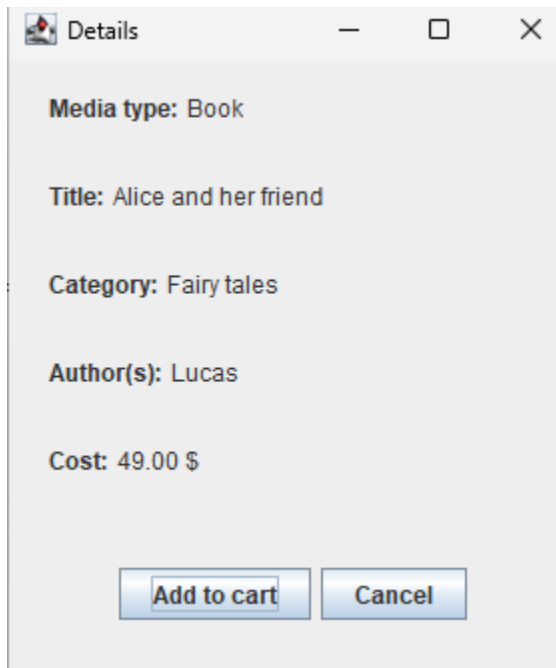 Details
Media type: Book
Title: Alice and her friend
Category: Fairy tales
Author(s): Lucas
Cost: 49.00 $
Add to cart Cancel